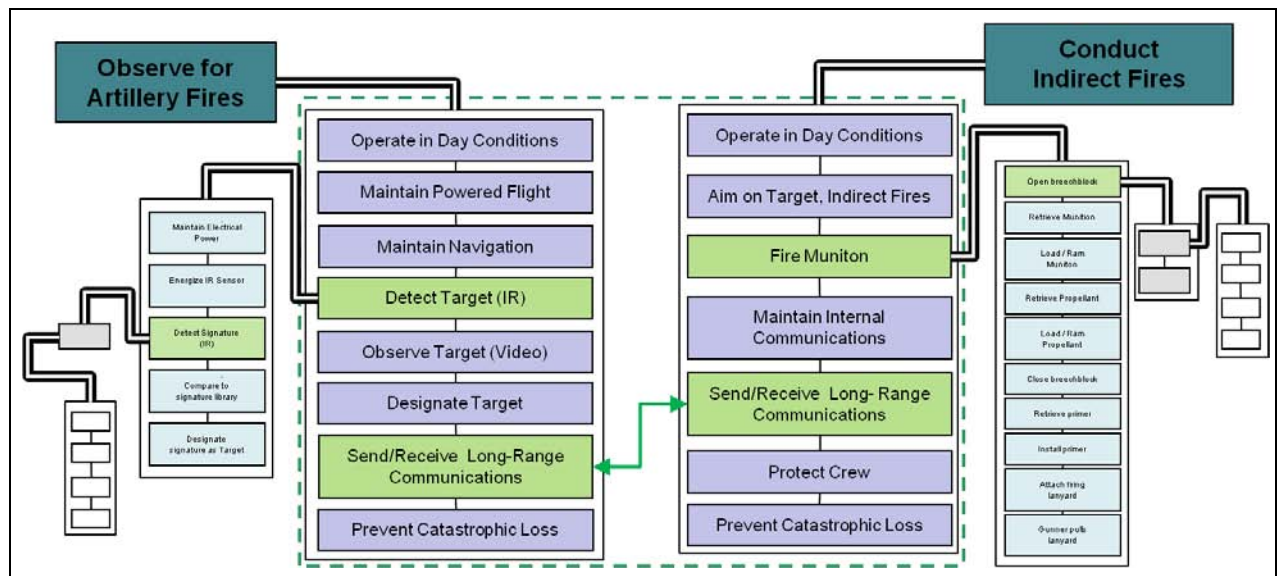 Observe for
Artillery Fires
Conduct
Indirect Fires
Operate in Day Conditions
Maintain Powered Flight
Maintain Navigation
Detect Target (IR)
Observe Target (Video)
Designate Target
Send/Receive Long-Range
Communications
Prevent Catastrophic Loss
Operate in Day Conditions
Aim on Target, Indirect Fires
Fire Muniton
Maintain Internal
Communications
Send/Receive Long- Range
Communications
Protect Crew
Prevent Catastrophic Loss
Maintain Electrical
Power
Energize IR Sensor
Detect Signature
(IR)
Compare to
signature library
Designate
signature as Target
Open breechblock
Retrieve Munition
Load / Ram
Muniton
Retrieve Propellant
Load / Ram
Propellant
Close breechblock
Retrieve primer
Install primer
Attach firing
lanyard
Gunner pulls
lanyard